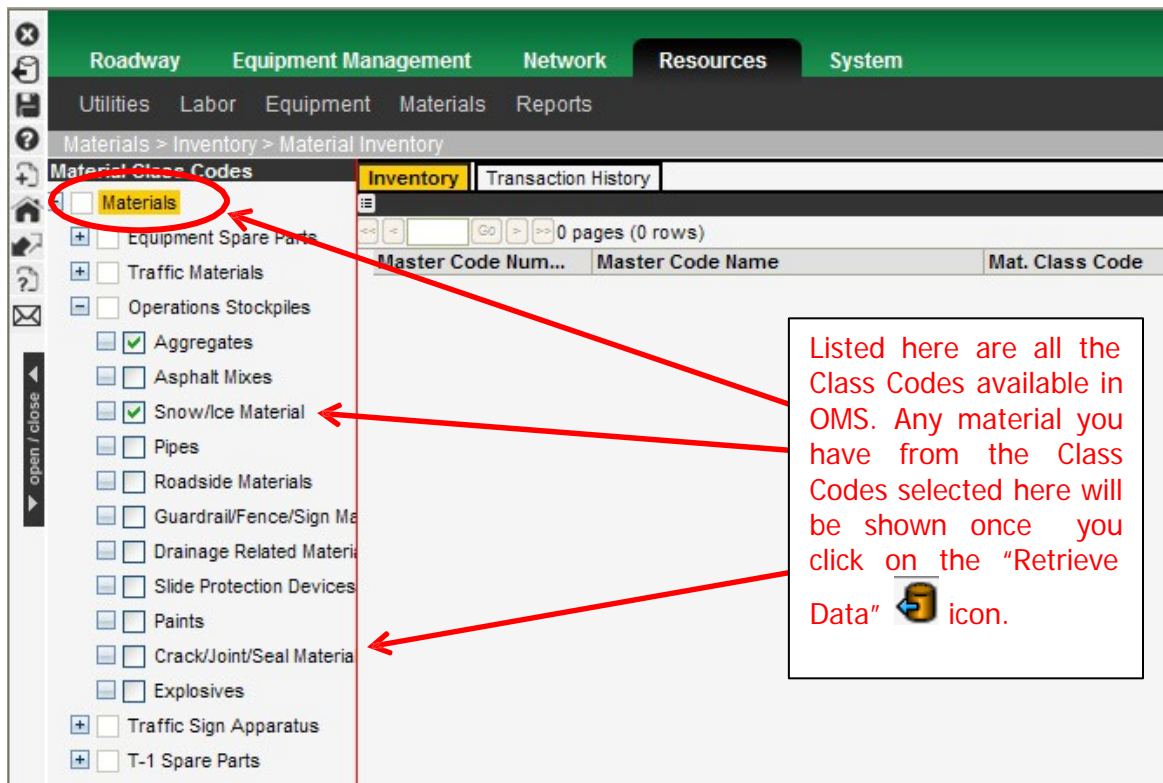 Roadway Equipment Management Network Resources System
Utilities Labor Equipment Materials Reports
Materials > Inventory > Material Inventory
Material Class Codes
Materials
Equipment Spare Parts
Traffic Materials
Operations Stockpiles
Aggregates
Asphalt Mixes
Snow/Ice Material
Pipes
Roadside Materials
Guardrail/Fence/Sign Ma
Drainage Related Materia
Slide Protection Devices
Paints
Crack/Joint/Seal Materia
Explosives
Traffic Sign Apparatus
T-1 Spare Parts
open / close
Inventory Transaction History
<< < Go > >> 0 pages (0 rows)
Master Code Num... Master Code Name Mat. Class Code
Listed here are all the
Class Codes available in
OMS. Any material you
have from the Class
Codes selected here will
be shown once you
click on the “Retrieve
Data” icon.